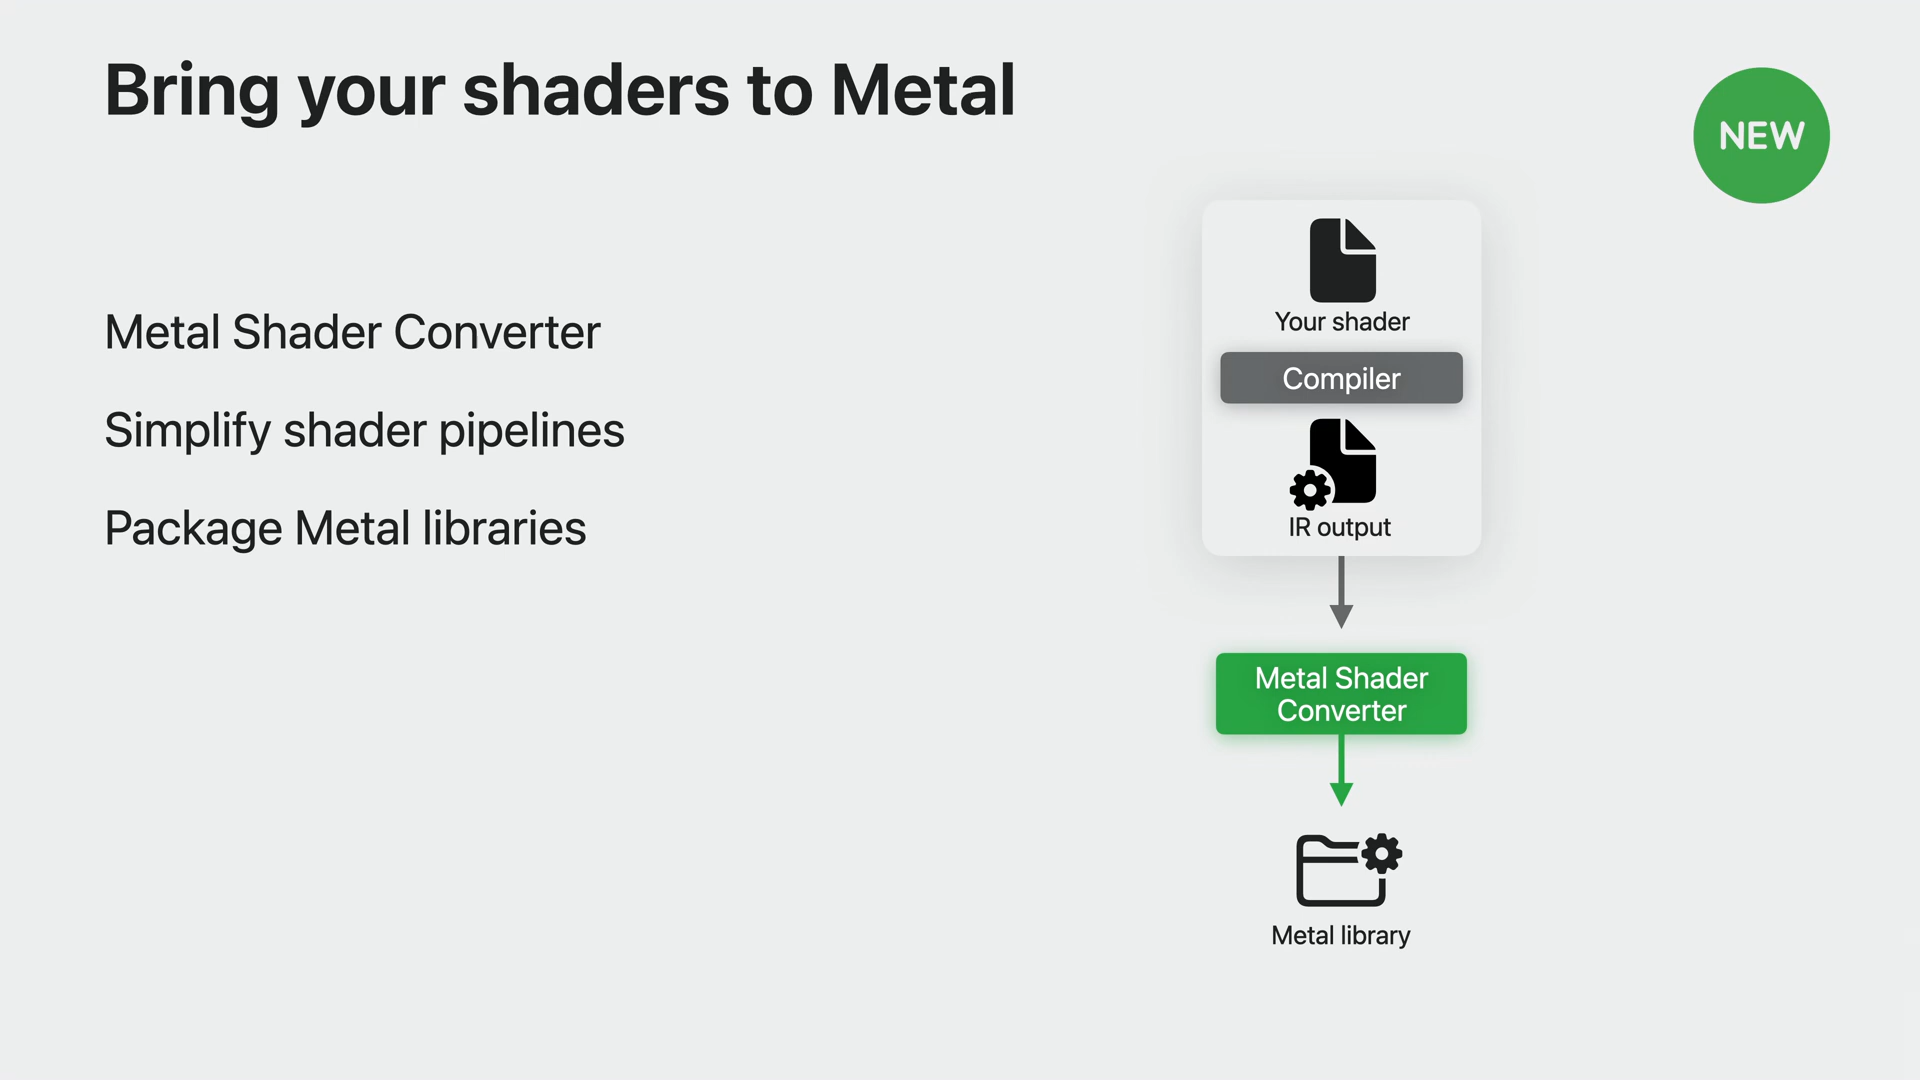 Bring your shaders to Metal
NEW
Metal Shader Converter
Simplify shader pipelines
Package Metal libraries
Your shader
Compiler
IR output
Metal Shader
Converter
Metal library